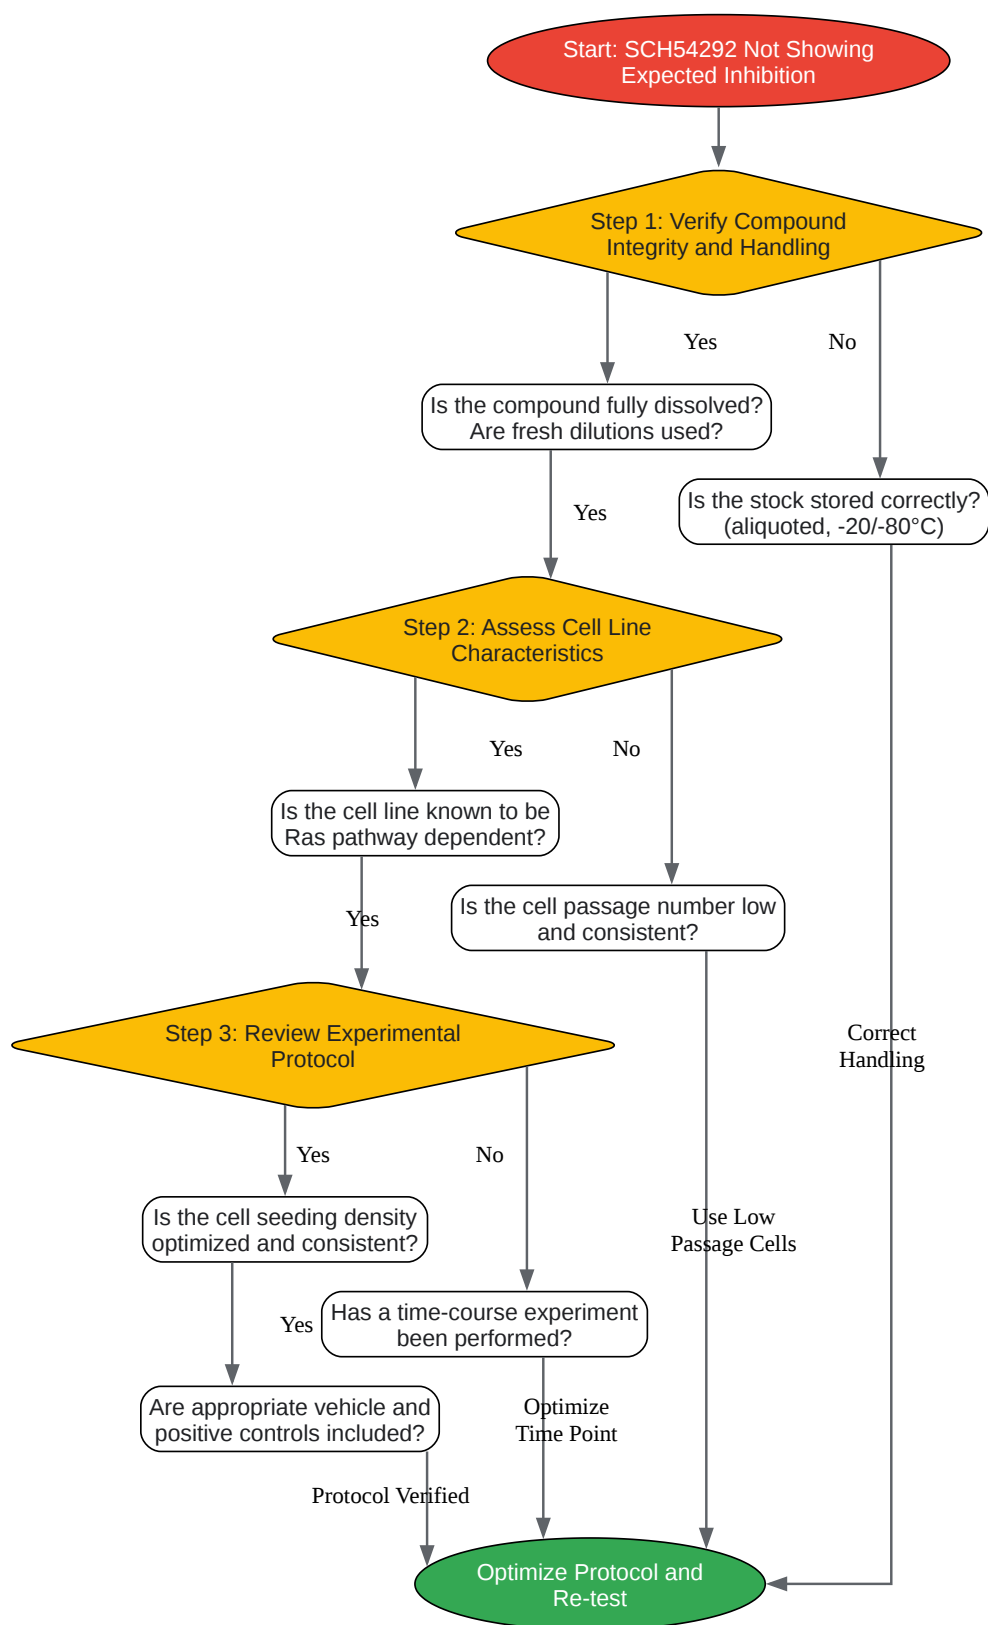 Start: SCH54292 Not Showing
Expected Inhibition
Step 1: Verify Compound
Integrity and Handling
Yes
No
Is the compound fully dissolved?
Are fresh dilutions used?
Is the stock stored correctly?
(aliquoted, -20/-80°C)
Yes
Step 2: Assess Cell Line
Characteristics
Yes
No
Is the cell line known to be
Ras pathway dependent?
Is the cell passage number low
and consistent?
Yes
Step 3: Review Experimental
Protocol
Correct
Handling
Yes
No
Is the cell seeding density
optimized and consistent?
Use Low
Passage Cells
Yes
Has a time-course experiment
been performed?
Are appropriate vehicle and
positive controls included?
Optimize
Time Point
Protocol Verified
Optimize Protocol and
Re-test